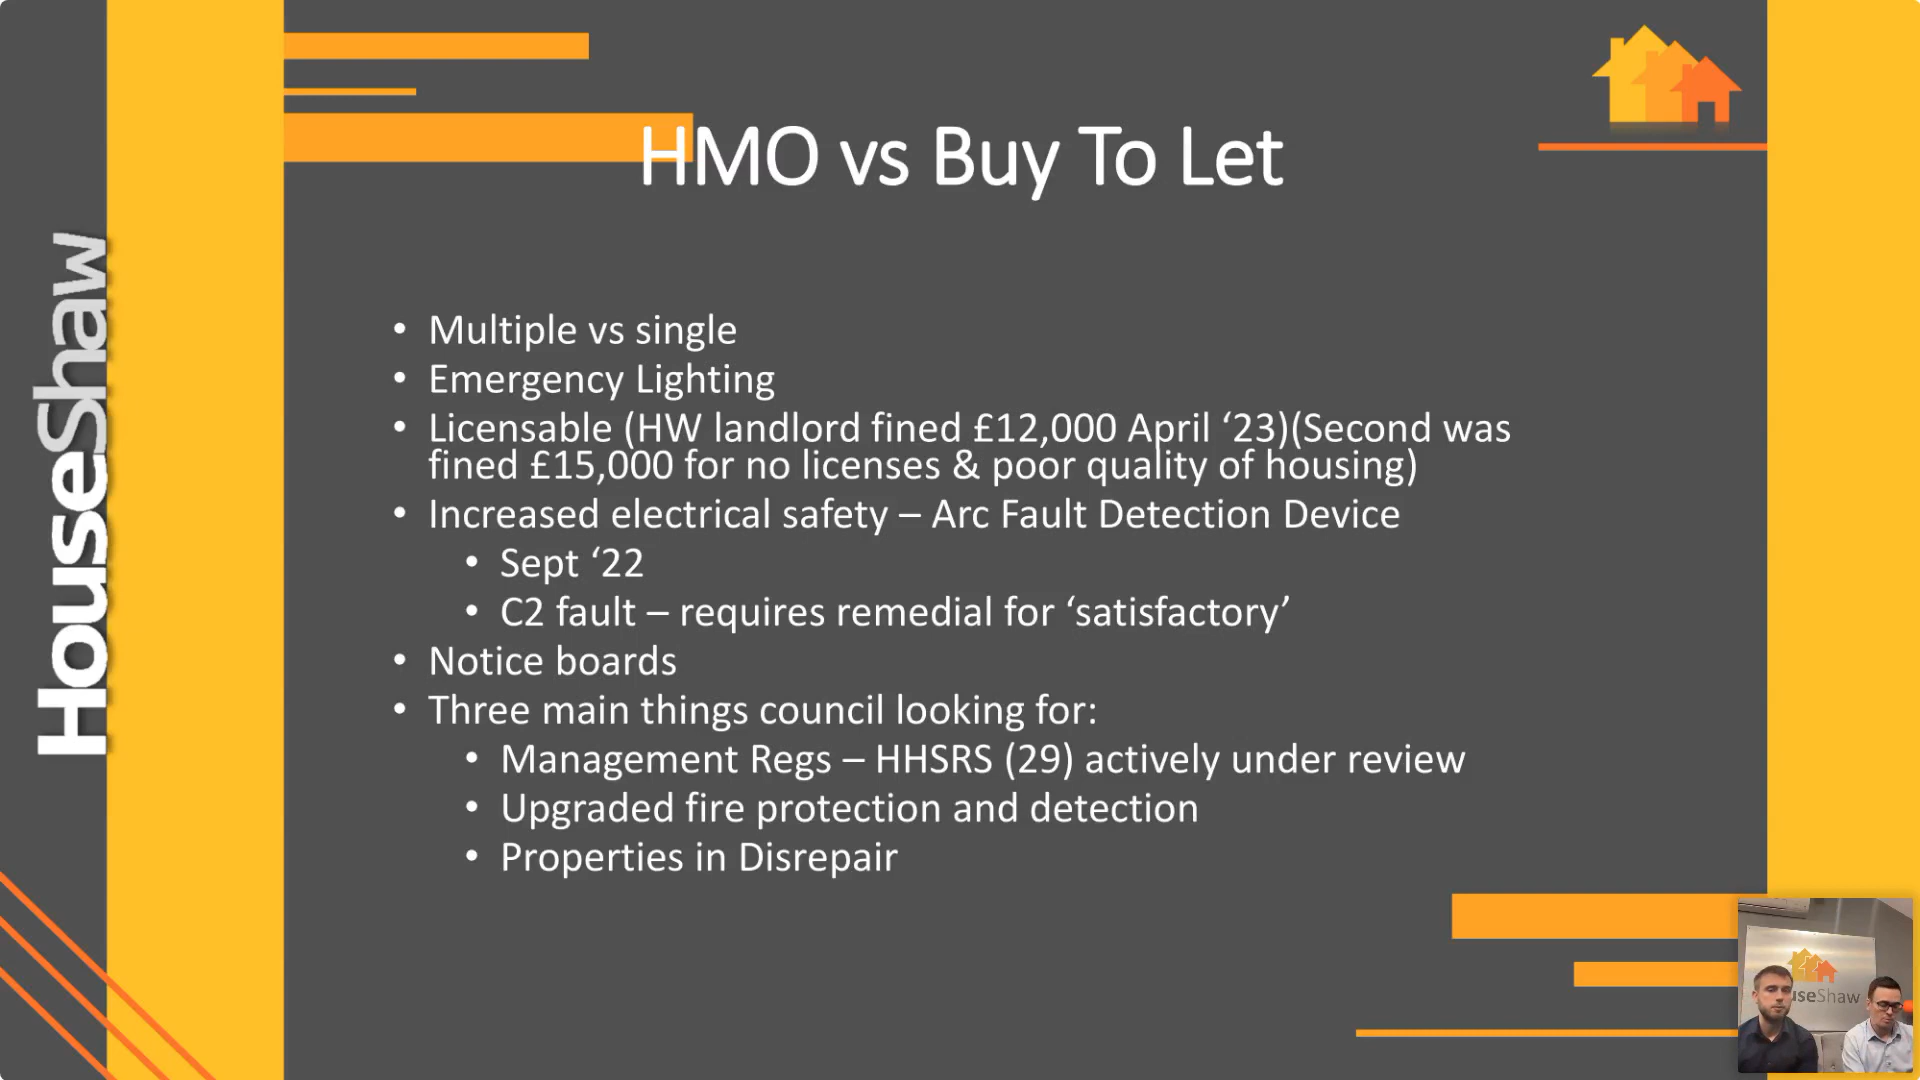 HMO vs Buy To Let
HouseShaw
• Multiple vs single
• Emergency Lighting
• Licensable (HW landlord fined £12,000 April ‘23)(Second was
fined £15,000 for no licenses & poor quality of housing)
• Increased electrical safety – Arc Fault Detection Device
• Sept ‘22
• C2 fault – requires remedial for ‘satisfactory’
• Notice boards
• Three main things council looking for:
• Management Regs – HHSRS (29) actively under review
• Upgraded fire protection and detection
• Properties in Disrepair
useShaw